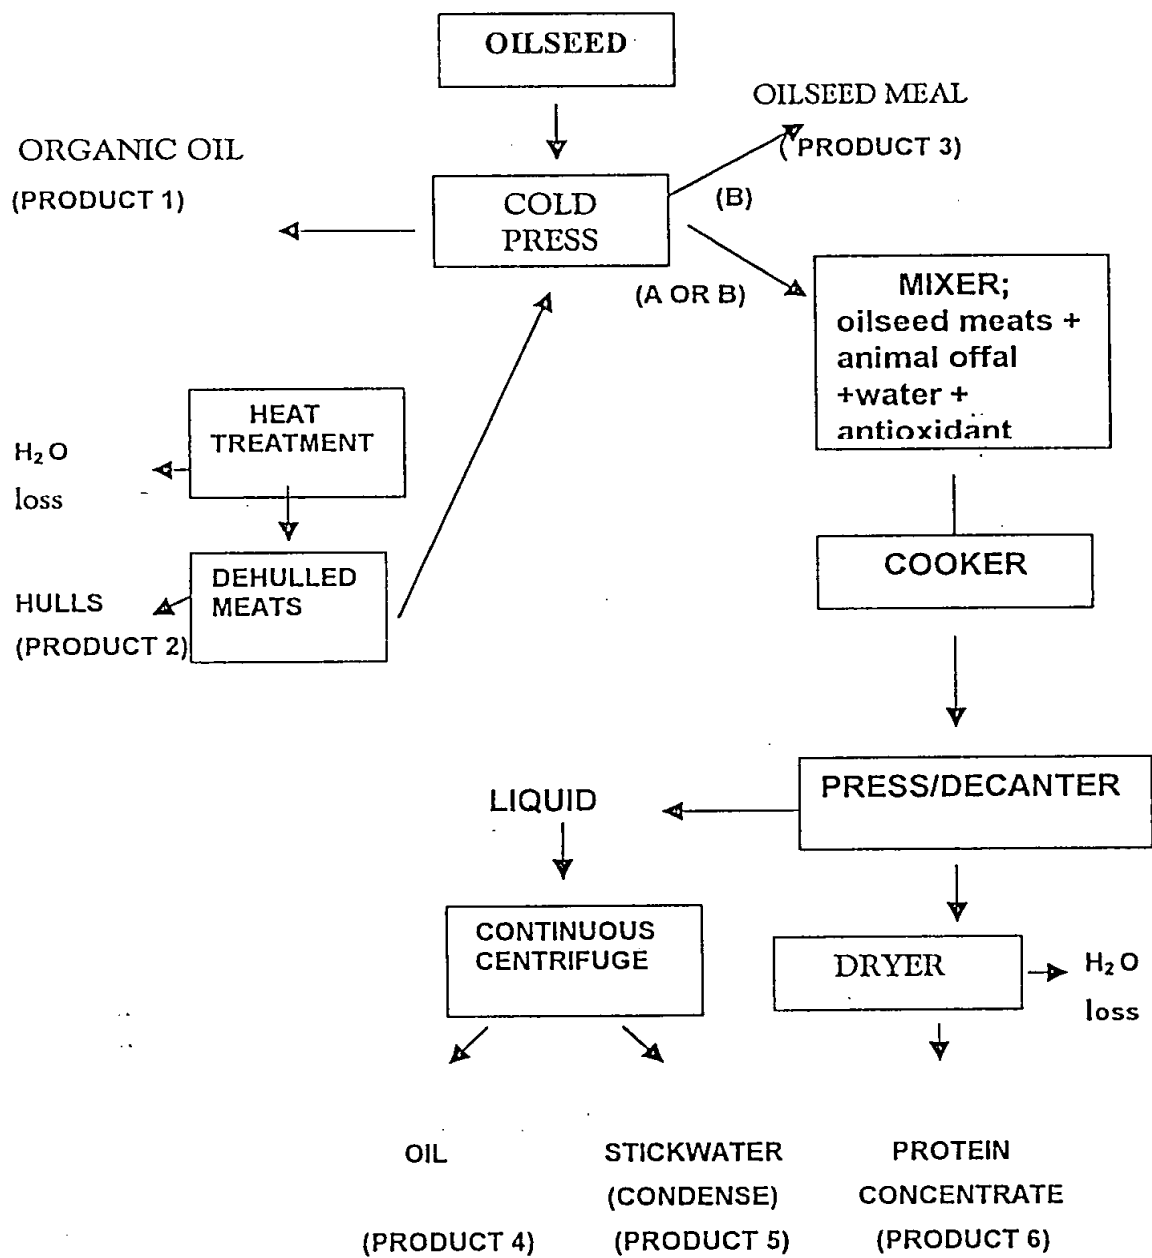 OILSEED
OILSEED MEAL
(PRODUCT 3)
ORGANIC OIL
(PRODUCT 1)
COLD
PRESS
(B)
(A OR B)
MIXER;
oilseed meats +
animal offal
+water +
antioxidant
HEAT
TREATMENT
H₂O
loss
DEHULLED
MEATS
HULLS
(PRODUCT 2)
COOKER
PRESS/DECANTER
LIQUID
CONTINUOUS
CENTRIFUGE
DRYER
H₂O
loss
OIL
(PRODUCT 4)
STICKWATER
(CONDENSE)
(PRODUCT 5)
PROTEIN
CONCENTRATE
(PRODUCT 6)